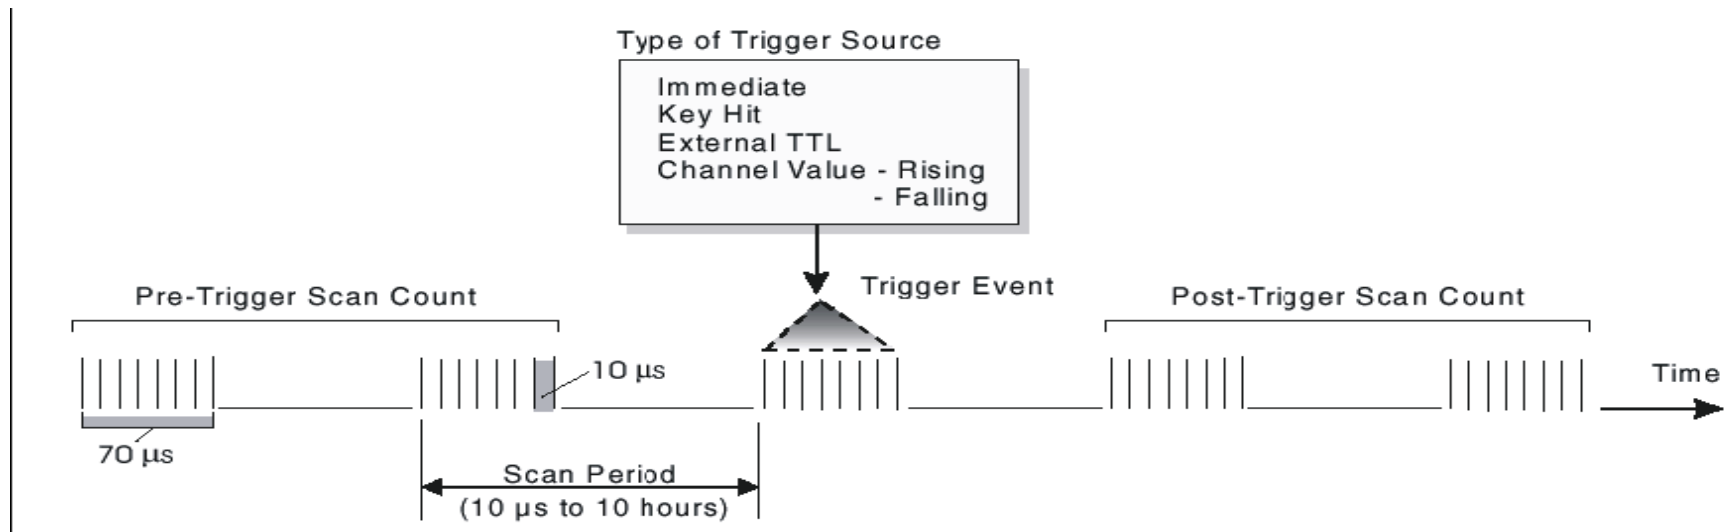 Type of Trigger Source
Immediate
Key Hit
External TTL
Channel Value - Rising
- Falling
Trigger Event
Pre-Trigger Scan Count
Post-Trigger Scan Count
10 µs
Time
70 µs
Scan Period
(10 µs to 10 hours)